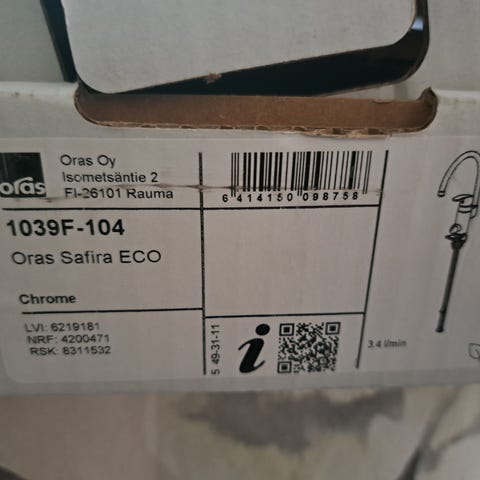 oras
Oras Oy
Isometsäntie 2
FI-26101 Rauma
6 414150 098758
1039F-104
Oras Safira ECO
Chrome
LVI: 6219181
NRF: 4200471
RSK: 8311532
5 49-31-11
i
3.4 l/min